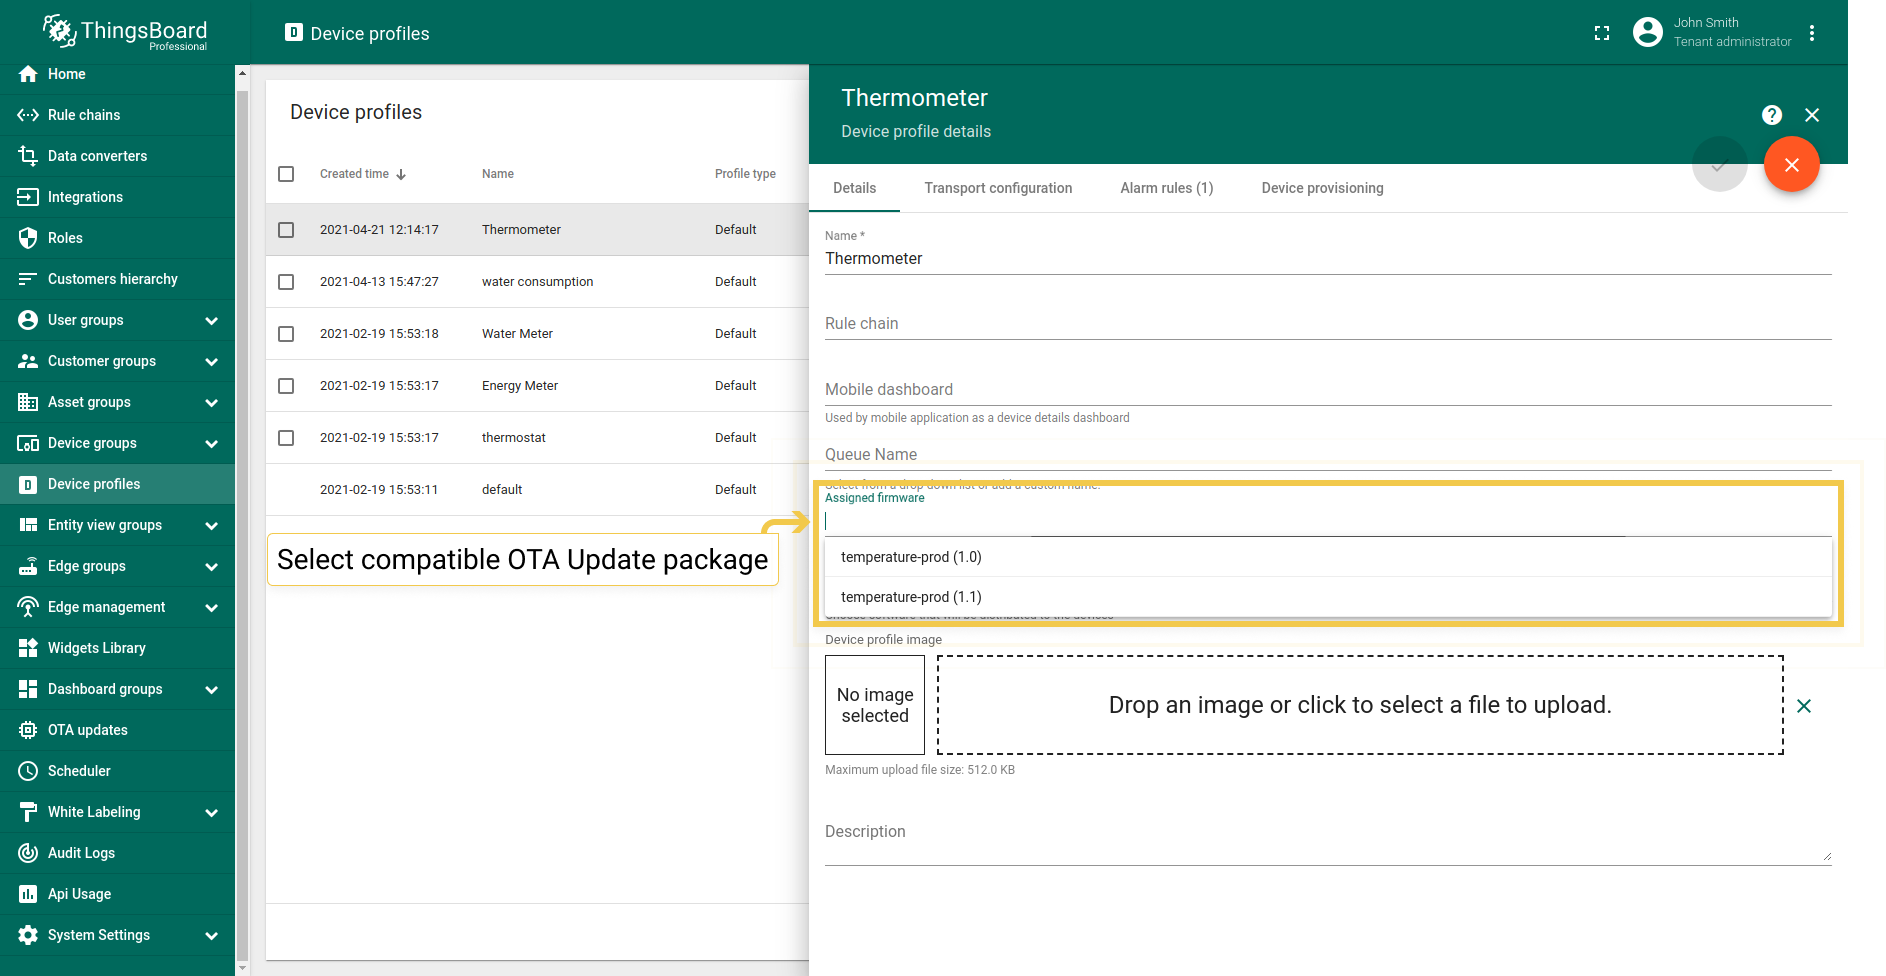 ThingsBoard
Professional
Device profiles
John Smith
Tenant administrator
Home
Rule chains
Data converters
Integrations
Roles
Customers hierarchy
User groups
Customer groups
Asset groups
Device groups
Device profiles
Entity view groups
Edge groups
Edge management
Widgets Library
Dashboard groups
OTA updates
Scheduler
White Labeling
Audit Logs
Api Usage
System Settings
Device profiles
Created time Name Profile type
2021-04-21 12:14:17 Thermometer Default
2021-04-13 15:47:27 water consumption Default
2021-02-19 15:53:18 Water Meter Default
2021-02-19 15:53:17 Energy Meter Default
2021-02-19 15:53:17 thermostat Default
2021-02-19 15:53:11 default Default
Select compatible OTA Update package
Thermometer
Device profile details
Details Transport configuration Alarm rules (1) Device provisioning
Name *
Thermometer
Rule chain
Mobile dashboard
Used by mobile application as a device details dashboard
Queue Name
Select from a drop-down list or add a custom name.
Assigned firmware
temperature-prod (1.0)
temperature-prod (1.1)
Choose software that will be distributed to the devices
Device profile image
No image
selected
Drop an image or click to select a file to upload.
Maximum upload file size: 512.0 KB
Description